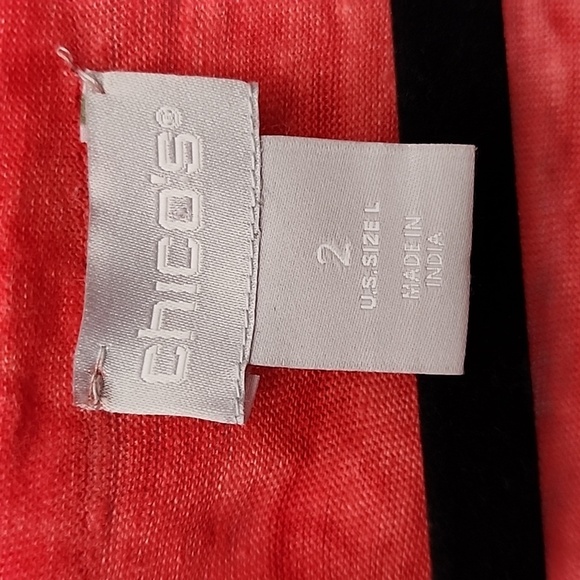 chico's®
2
U.S. SIZE L
MADE IN
INDIA